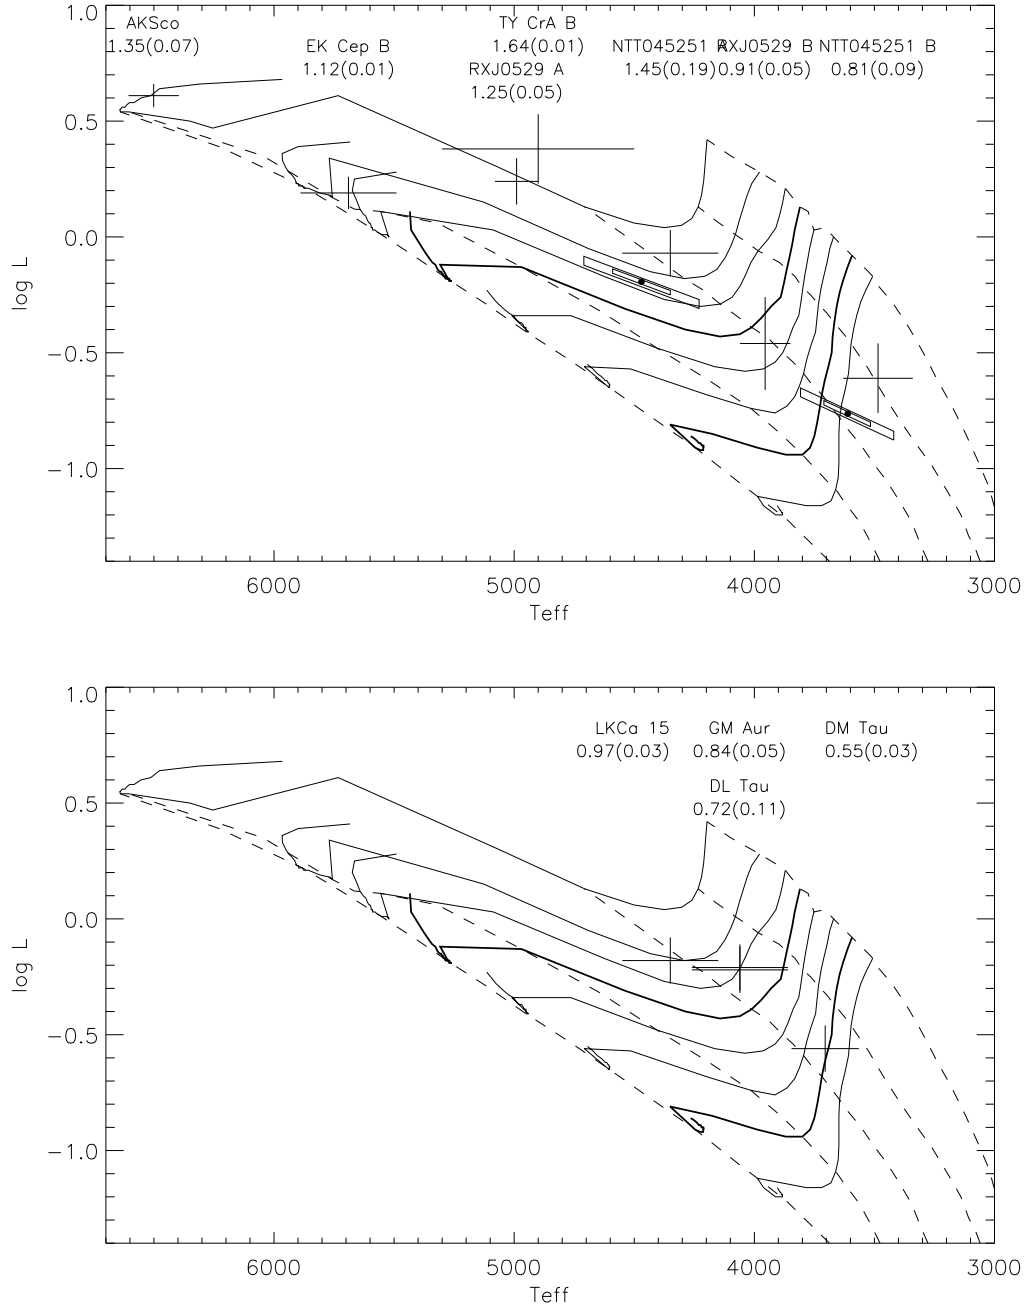 AKSco
1.35(0.07)
EK Cep B
1.12(0.01)
TY CrA B
1.64(0.01)
RXJ0529 A
1.25(0.05)
NTT045251 A
1.45(0.19)
RXJ0529 B
0.91(0.05)
NTT045251 B
0.81(0.09)
1.0
0.5
0.0
−0.5
−1.0
log L
6000 5000 4000 3000
Teff
LKCa 15
0.97(0.03)
GM Aur
0.84(0.05)
DM Tau
0.55(0.03)
DL Tau
0.72(0.11)
1.0
0.5
0.0
−0.5
−1.0
log L
6000 5000 4000 3000
Teff